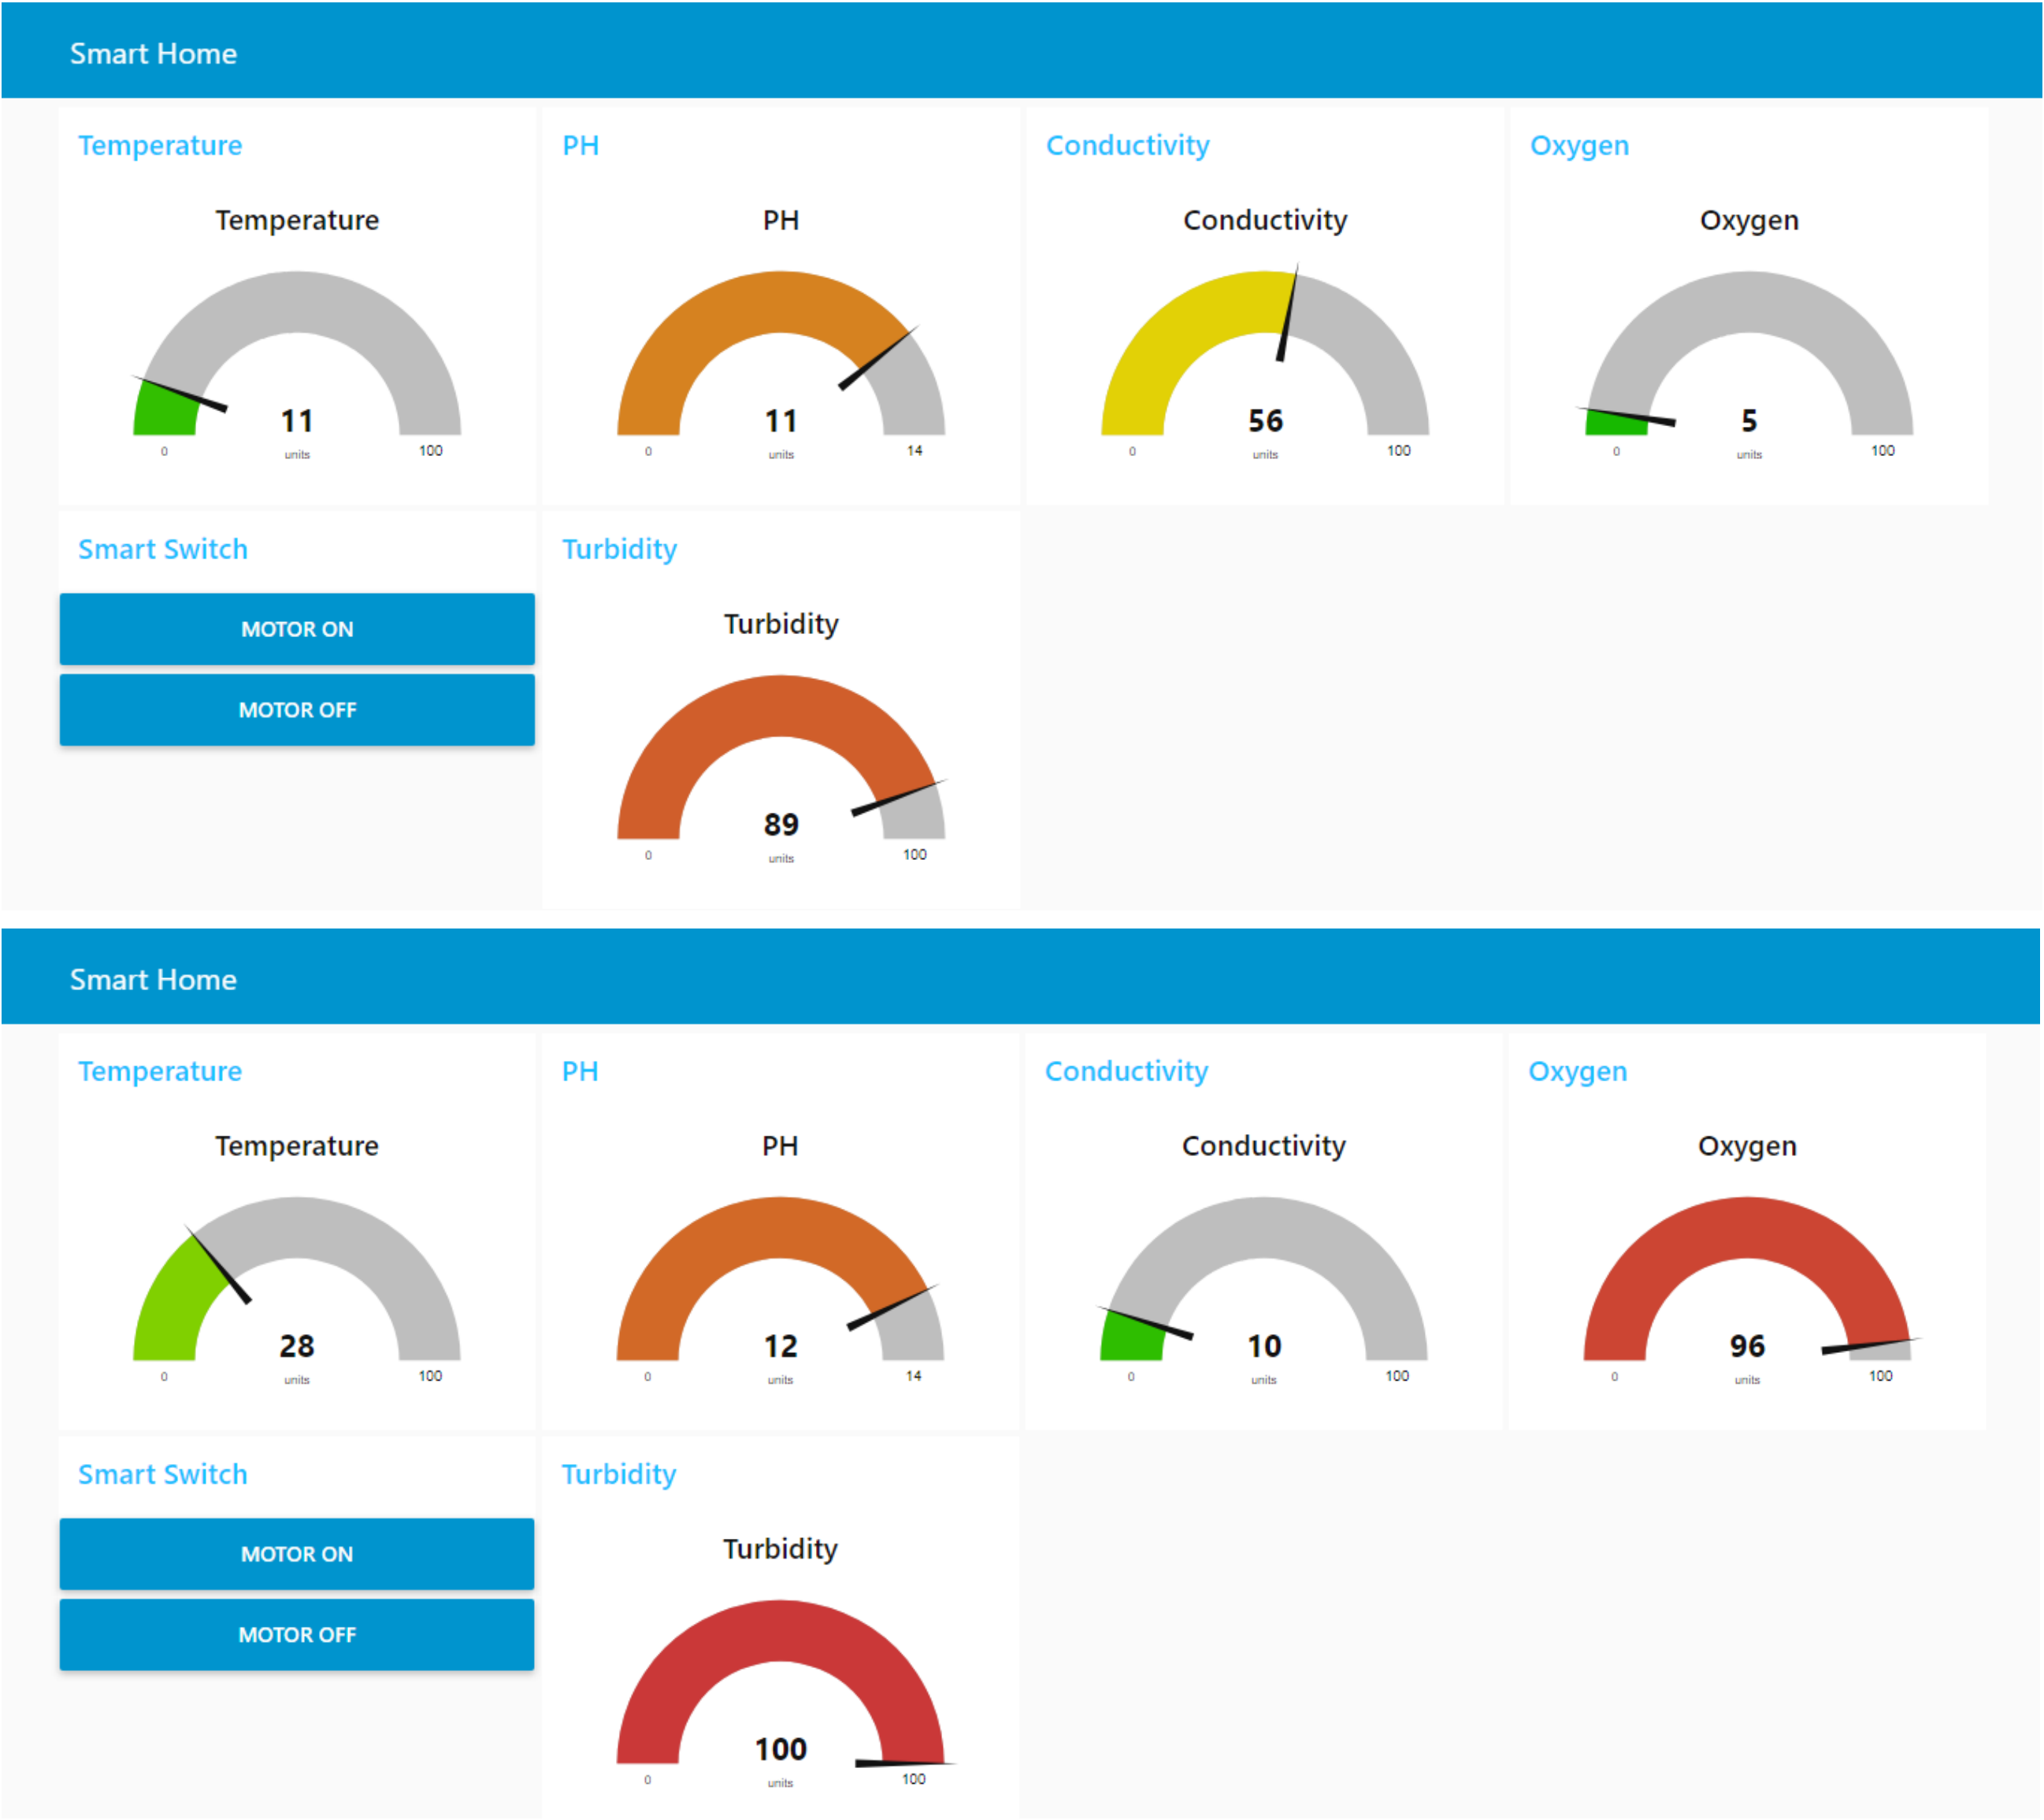 Smart Home
Temperature PH Conductivity Oxygen
Temperature PH Conductivity Oxygen
11 11 56 5
0 units 100 0 units 14 0 units 100 0 units 100
Smart Switch Turbidity
MOTOR ON
Turbidity
MOTOR OFF
89
0 units 100
Smart Home
Temperature PH Conductivity Oxygen
Temperature PH Conductivity Oxygen
28 12 10 96
0 units 100 0 units 14 0 units 100 0 units 100
Smart Switch Turbidity
MOTOR ON
Turbidity
MOTOR OFF
100
0 units 100